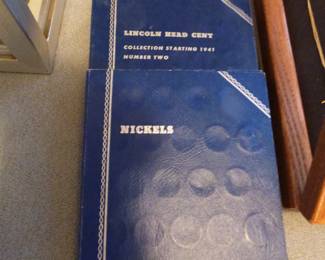 LINCOLN HEAD CENT
COLLECTION STARTING 1941
NUMBER TWO
NICKELS